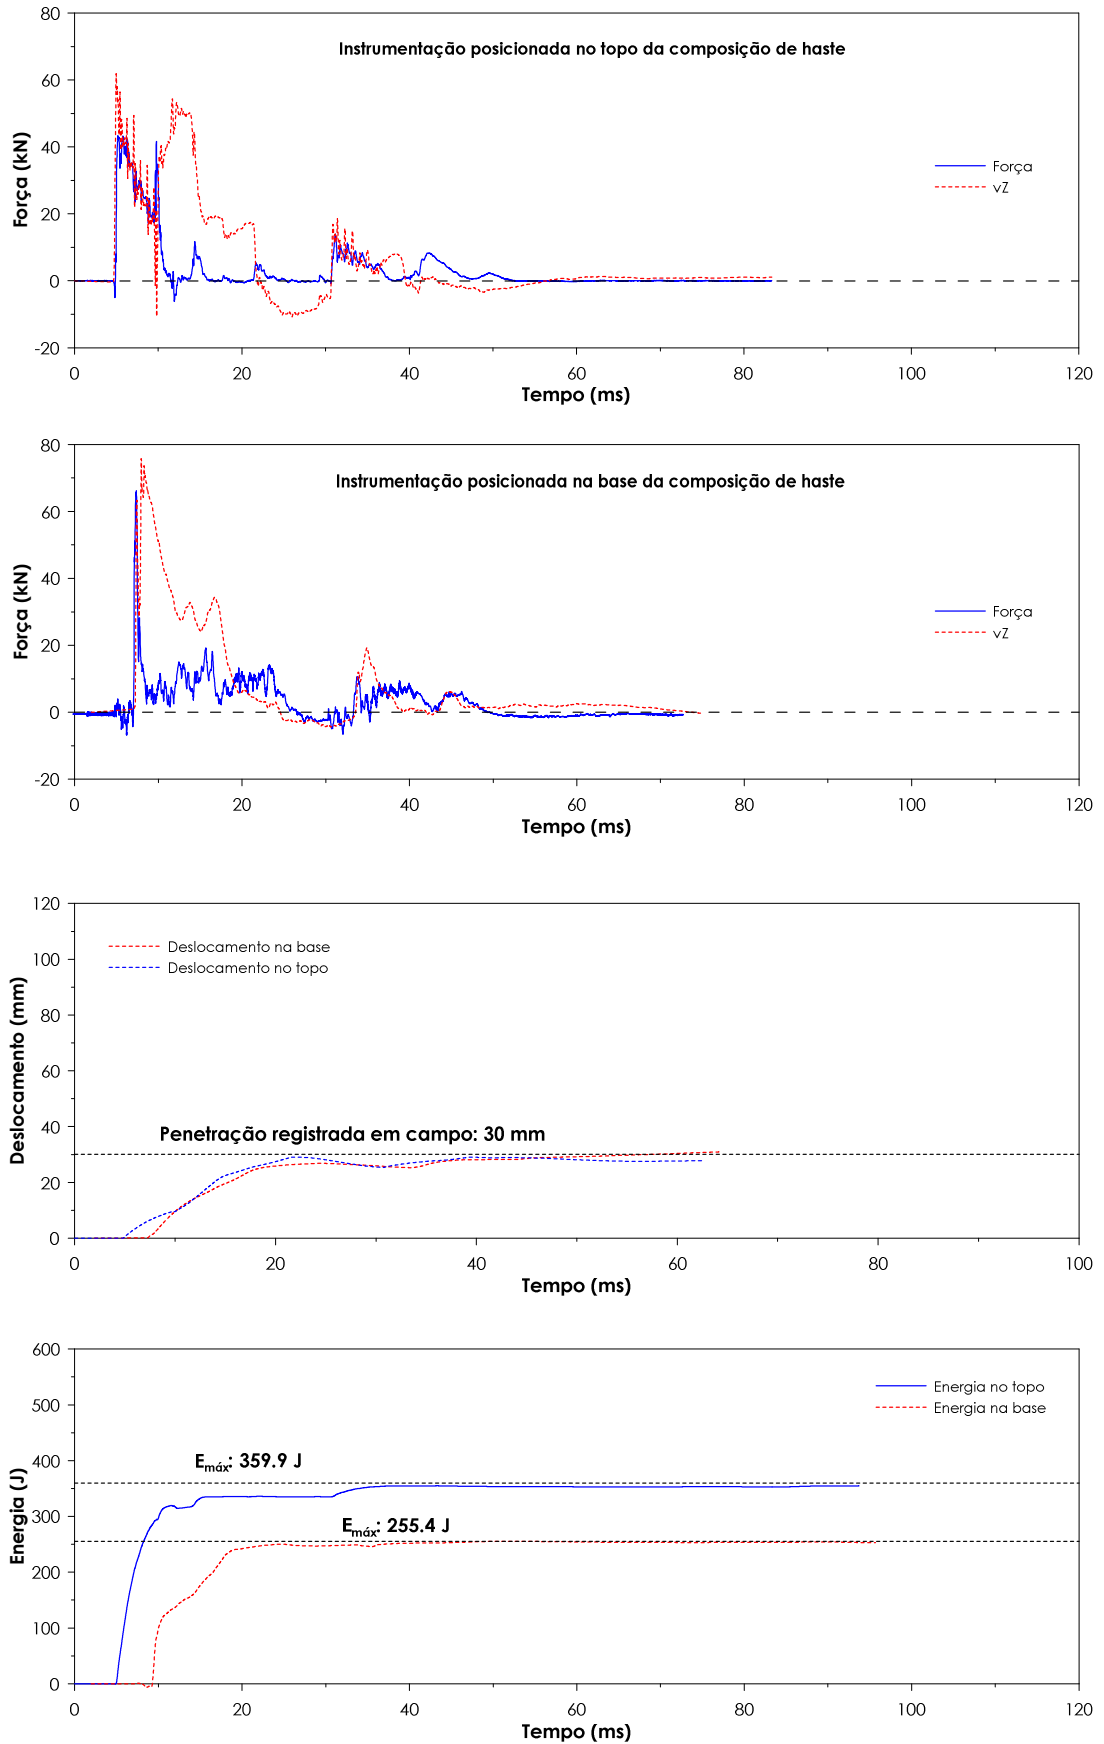 80
Instrumentação posicionada no topo da composição de haste
60
40
Força (kN)
Força
vZ
20
0
-20
0 20 40 60 80 100 120
Tempo (ms)
80
Instrumentação posicionada na base da composição de haste
60
40
Força (kN)
Força
vZ
20
0
-20
0 20 40 60 80 100 120
Tempo (ms)
120
Deslocamento na base
Deslocamento no topo
100
80
Deslocamento (mm)
60
40
Penetração registrada em campo: 30 mm
20
0
0 20 40 60 80 100
Tempo (ms)
600
Energia no topo
Energia na base
500
400
Emáx: 359.9 J
Energia (J)
300
Emáx: 255.4 J
200
100
0
0 20 40 60 80 100 120
Tempo (ms)